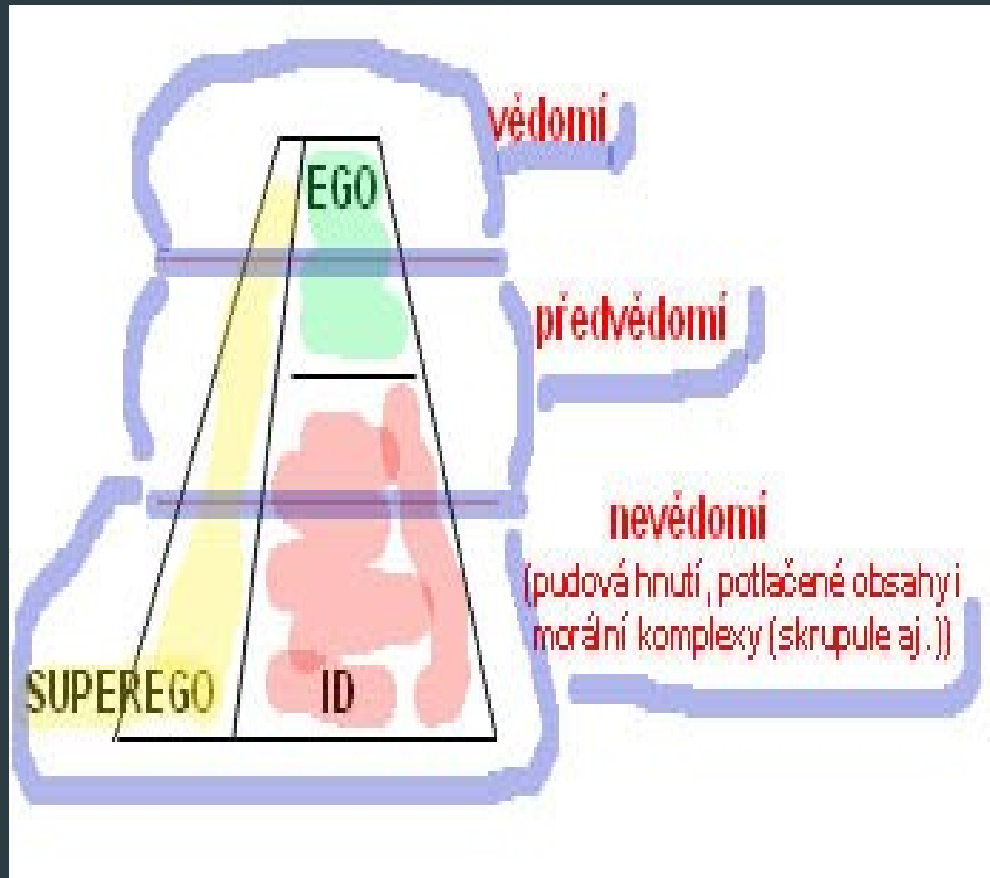 vědomí
EGO
předvědomí
nevědomí
(pudová hnutí, potlačené obsahy i
morální komplexy (skrupule aj.))
SUPEREGO
ID